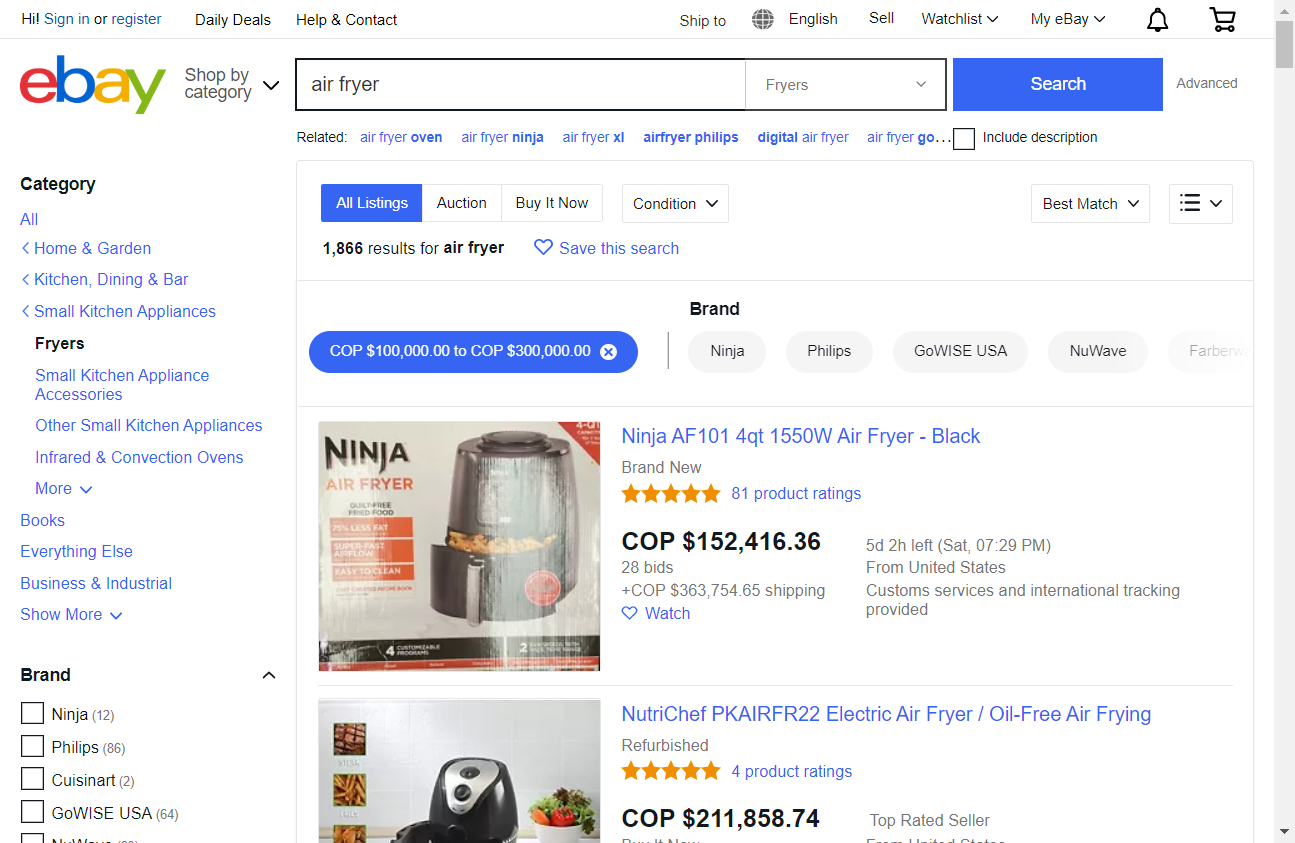 Hi! Sign in or register
Daily Deals
Help & Contact
Ship to
English
Sell
Watchlist
My eBay
ebay
Shop by
category
air fryer
Fryers
Search
Advanced
Related: air fryer oven air fryer ninja air fryer xl airfryer philips digital air fryer air fryer go...
Include description
Category
All
Home & Garden
Kitchen, Dining & Bar
Small Kitchen Appliances
Fryers
Small Kitchen Appliance
Accessories
Other Small Kitchen Appliances
Infrared & Convection Ovens
More
Books
Everything Else
Business & Industrial
Show More
Brand
Ninja (12)
Philips (86)
Cuisinart (2)
GoWISE USA (64)
All Listings
Auction
Buy It Now
Condition
Best Match
1,866 results for air fryer
Save this search
Brand
COP $100,000.00 to COP $300,000.00
Ninja
Philips
GoWISE USA
NuWave
NINJA
AIR FRYER
GUILT-FREE
FRIED FOOD
75% LESS FAT
SUPER-FAST
AIRFLOW
EASY TO CLEAN
4 CUSTOMIZABLE
PROGRAMS
Ninja AF101 4qt 1550W Air Fryer - Black
Brand New
81 product ratings
COP $152,416.36
28 bids
+COP $363,754.65 shipping
Watch
5d 2h left (Sat, 07:29 PM)
From United States
Customs services and international tracking
provided
NutriChef PKAIRFR22 Electric Air Fryer / Oil-Free Air Frying
Refurbished
4 product ratings
COP $211,858.74
Top Rated Seller
Buy It Now
From United States